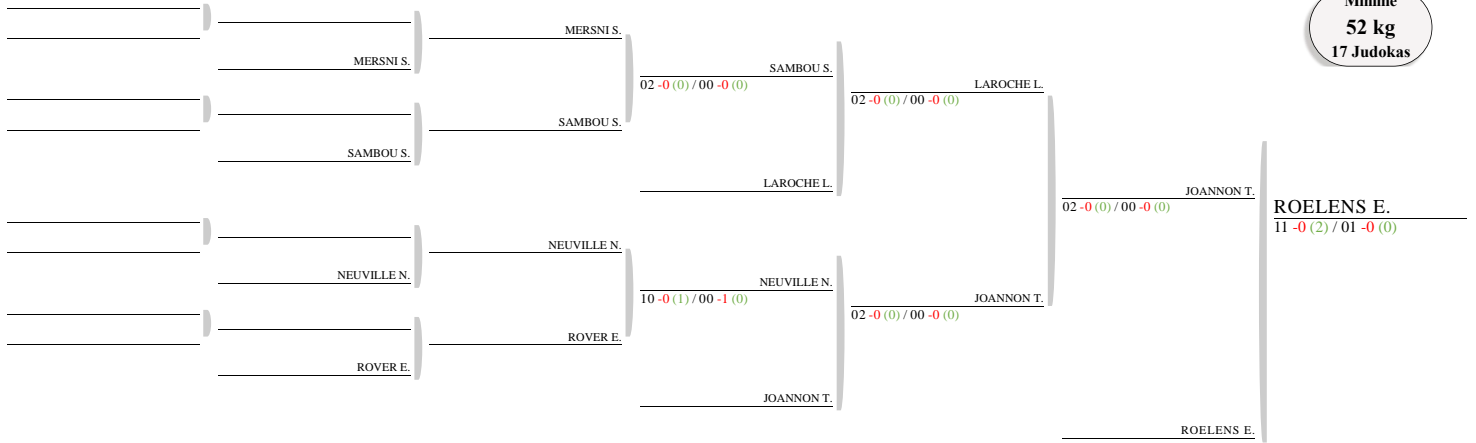 Minime
52 kg
17 Judokas
MERSNI S.
MERSNI S.
SAMBOU S.
SAMBOU S.
02 -0 (0) / 00 -0 (0)
SAMBOU S.
LAROCHE L.
02 -0 (0) / 00 -0 (0)
LAROCHE L.
NEUVILLE N.
NEUVILLE N.
ROVER E.
ROVER E.
NEUVILLE N.
10 -0 (1) / 00 -1 (0)
JOANNON T.
JOANNON T.
02 -0 (0) / 00 -0 (0)
JOANNON T.
02 -0 (0) / 00 -0 (0)
ROELENS E.
ROELENS E.
11 -0 (2) / 01 -0 (0)